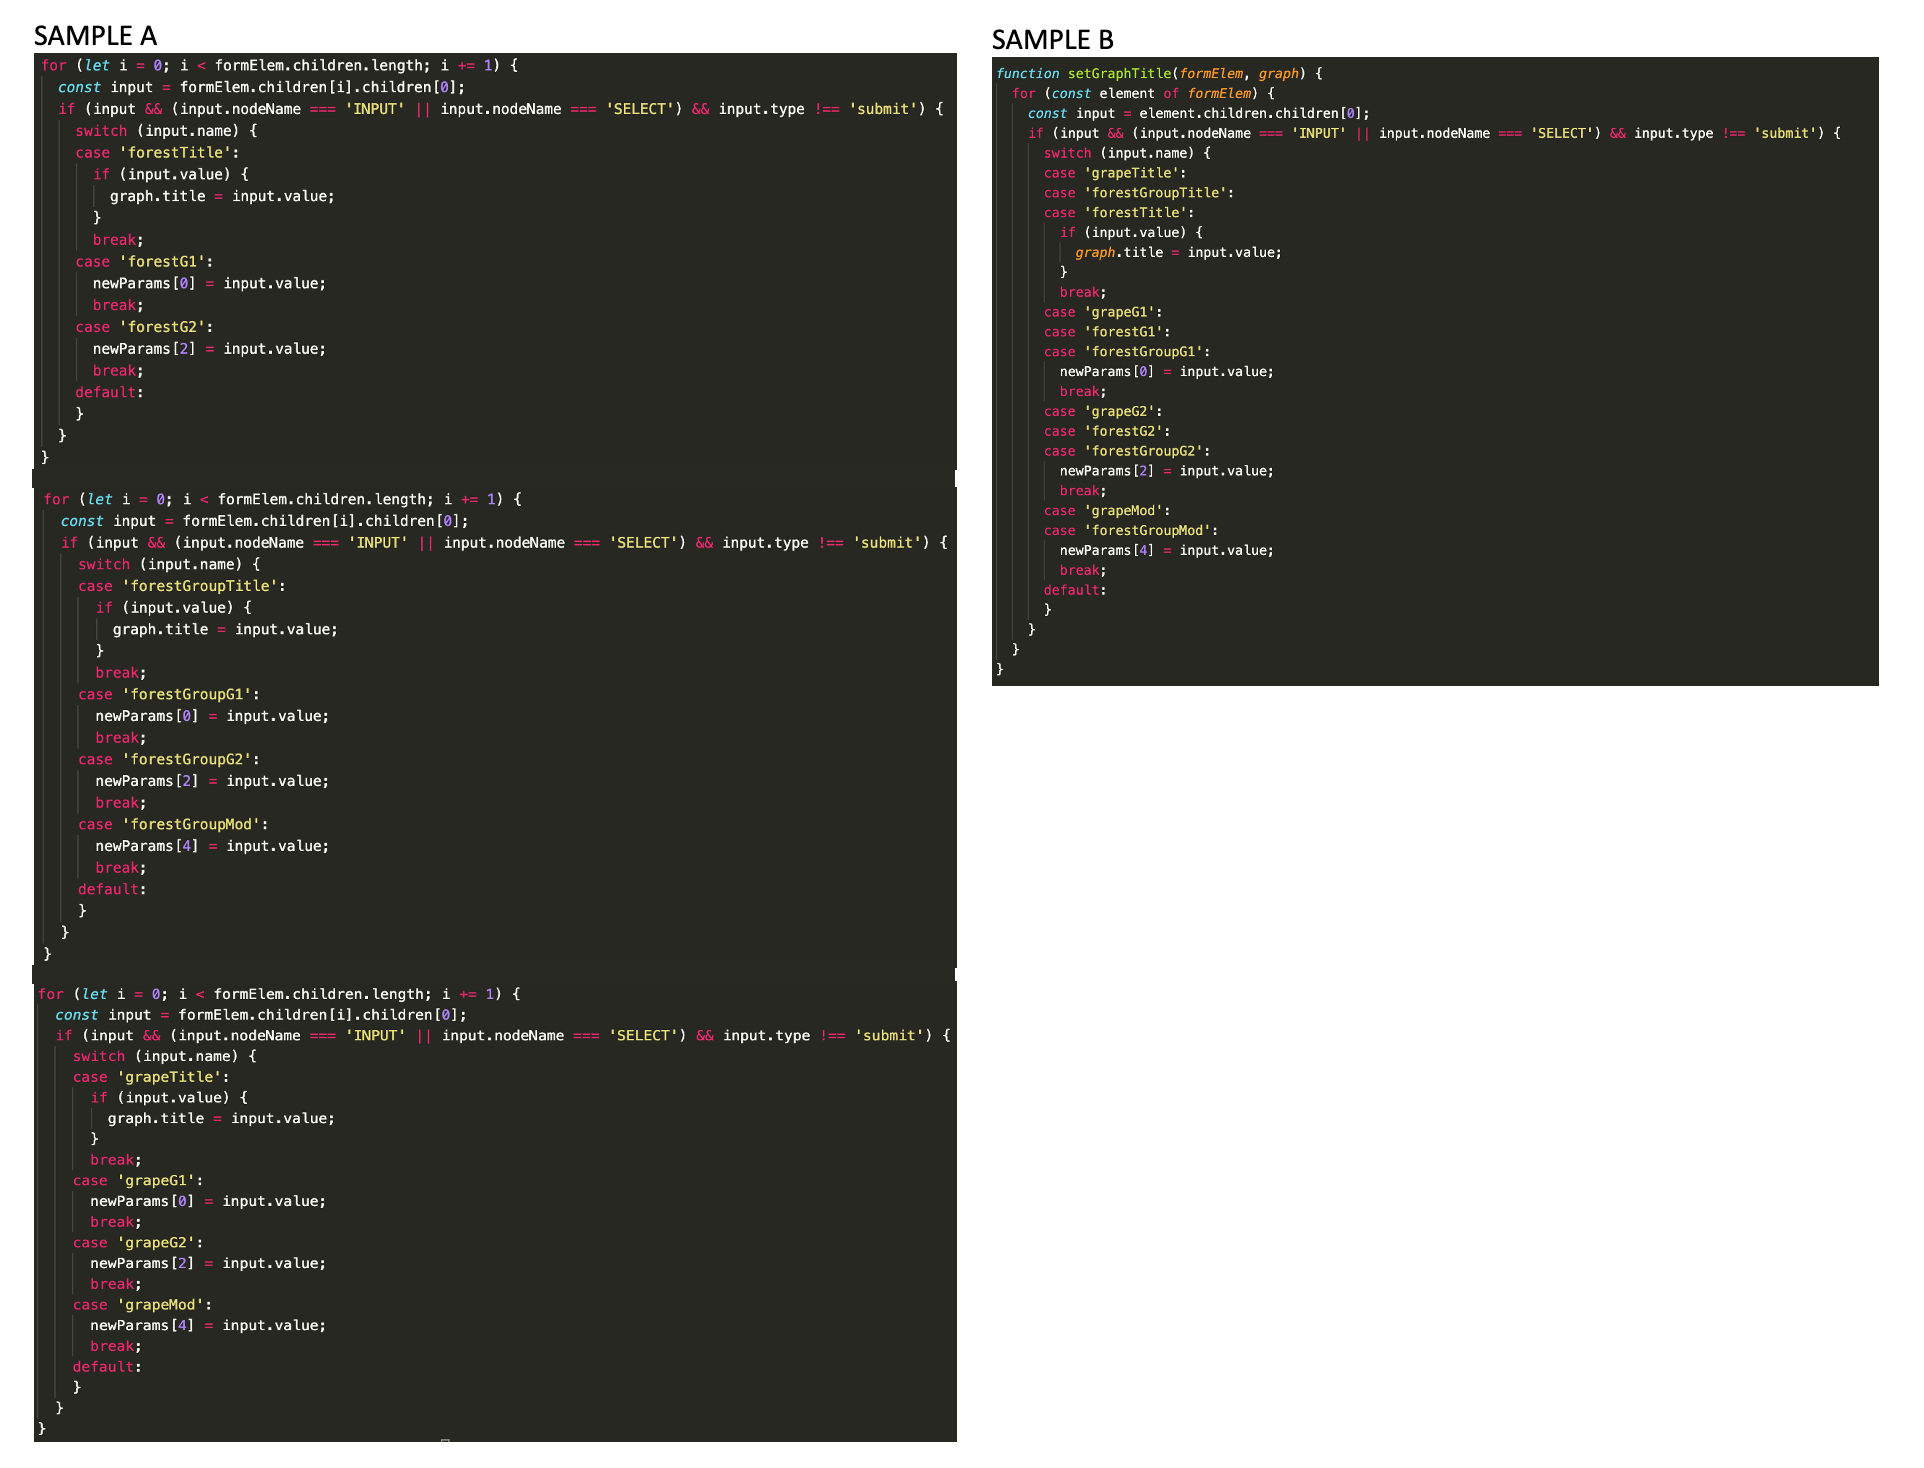 SAMPLE A
for (let i = 0; i < formElem.children.length; i += 1) {
const input = formElem.children[i].children[0];
if (input && (input.nodeName === 'INPUT' || input.nodeName === 'SELECT') && input.type !== 'submit') {
switch (input.name) {
case 'forestTitle':
if (input.value) {
graph.title = input.value;
}
break;
case 'forestG1':
newParams[0] = input.value;
break;
case 'forestG2':
newParams[2] = input.value;
break;
default:
}
}
}
for (let i = 0; i < formElem.children.length; i += 1) {
const input = formElem.children[i].children[0];
if (input && (input.nodeName === 'INPUT' || input.nodeName === 'SELECT') && input.type !== 'submit') {
switch (input.name) {
case 'forestGroupTitle':
if (input.value) {
graph.title = input.value;
}
break;
case 'forestGroupG1':
newParams[0] = input.value;
break;
case 'forestGroupG2':
newParams[2] = input.value;
break;
case 'forestGroupMod':
newParams[4] = input.value;
break;
default:
}
}
}
for (let i = 0; i < formElem.children.length; i += 1) {
const input = formElem.children[i].children[0];
if (input && (input.nodeName === 'INPUT' || input.nodeName === 'SELECT') && input.type !== 'submit') {
switch (input.name) {
case 'grapeTitle':
if (input.value) {
graph.title = input.value;
}
break;
case 'grapeG1':
newParams[0] = input.value;
break;
case 'grapeG2':
newParams[2] = input.value;
break;
case 'grapeMod':
newParams[4] = input.value;
break;
default:
}
}
}
SAMPLE B
function setGraphTitle(formElem, graph) {
for (const element of formElem) {
const input = element.children.children[0];
if (input && (input.nodeName === 'INPUT' || input.nodeName === 'SELECT') && input.type !== 'submit') {
switch (input.name) {
case 'grapeTitle':
case 'forestGroupTitle':
case 'forestTitle':
if (input.value) {
graph.title = input.value;
}
break;
case 'grapeG1':
case 'forestG1':
case 'forestGroupG1':
newParams[0] = input.value;
break;
case 'grapeG2':
case 'forestG2':
case 'forestGroupG2':
newParams[2] = input.value;
break;
case 'grapeMod':
case 'forestGroupMod':
newParams[4] = input.value;
break;
default:
}
}
}
}